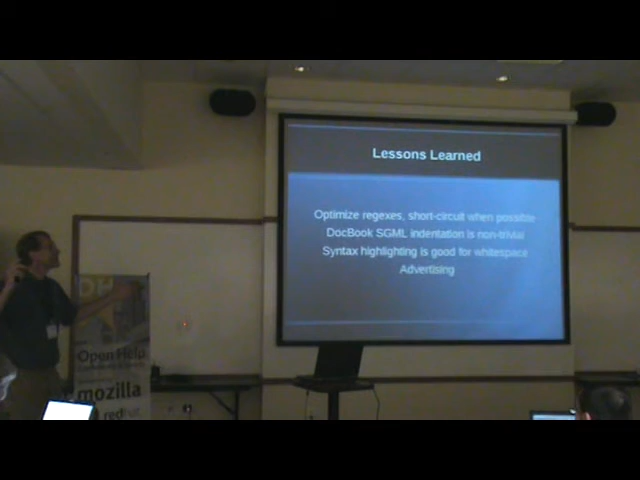 Lessons Learned
Optimize regexes, short-circuit when possible
DocBook SGML indentation is non-trivial
Syntax highlighting is good for whitespace
Advertising
Open Help
mozilla
redhat